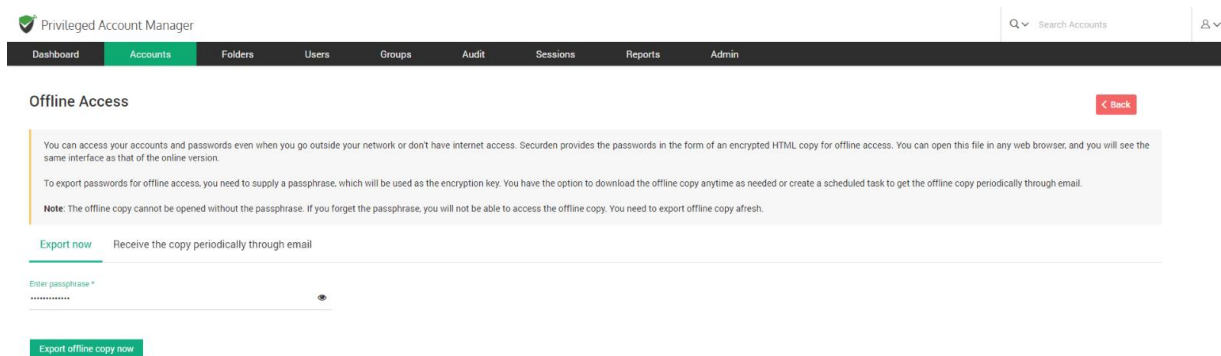 Privileged Account Manager
Search Accounts
Dashboard Accounts Folders Users Groups Audit Sessions Reports Admin
Offline Access
Back
You can access your accounts and passwords even when you go outside your network or don't have internet access. Securden provides the passwords in the form of an encrypted HTML copy for offline access. You can open this file in any web browser, and you will see the
same interface as that of the online version.
To export passwords for offline access, you need to supply a passphrase, which will be used as the encryption key. You have the option to download the offline copy anytime as needed or create a scheduled task to get the offline copy periodically through email.
Note: The offline copy cannot be opened without the passphrase. If you forget the passphrase, you will not be able to access the offline copy. You need to export offline copy afresh.
Export now Receive the copy periodically through email
Enter passphrase *
•••••••••••••
Export offline copy now